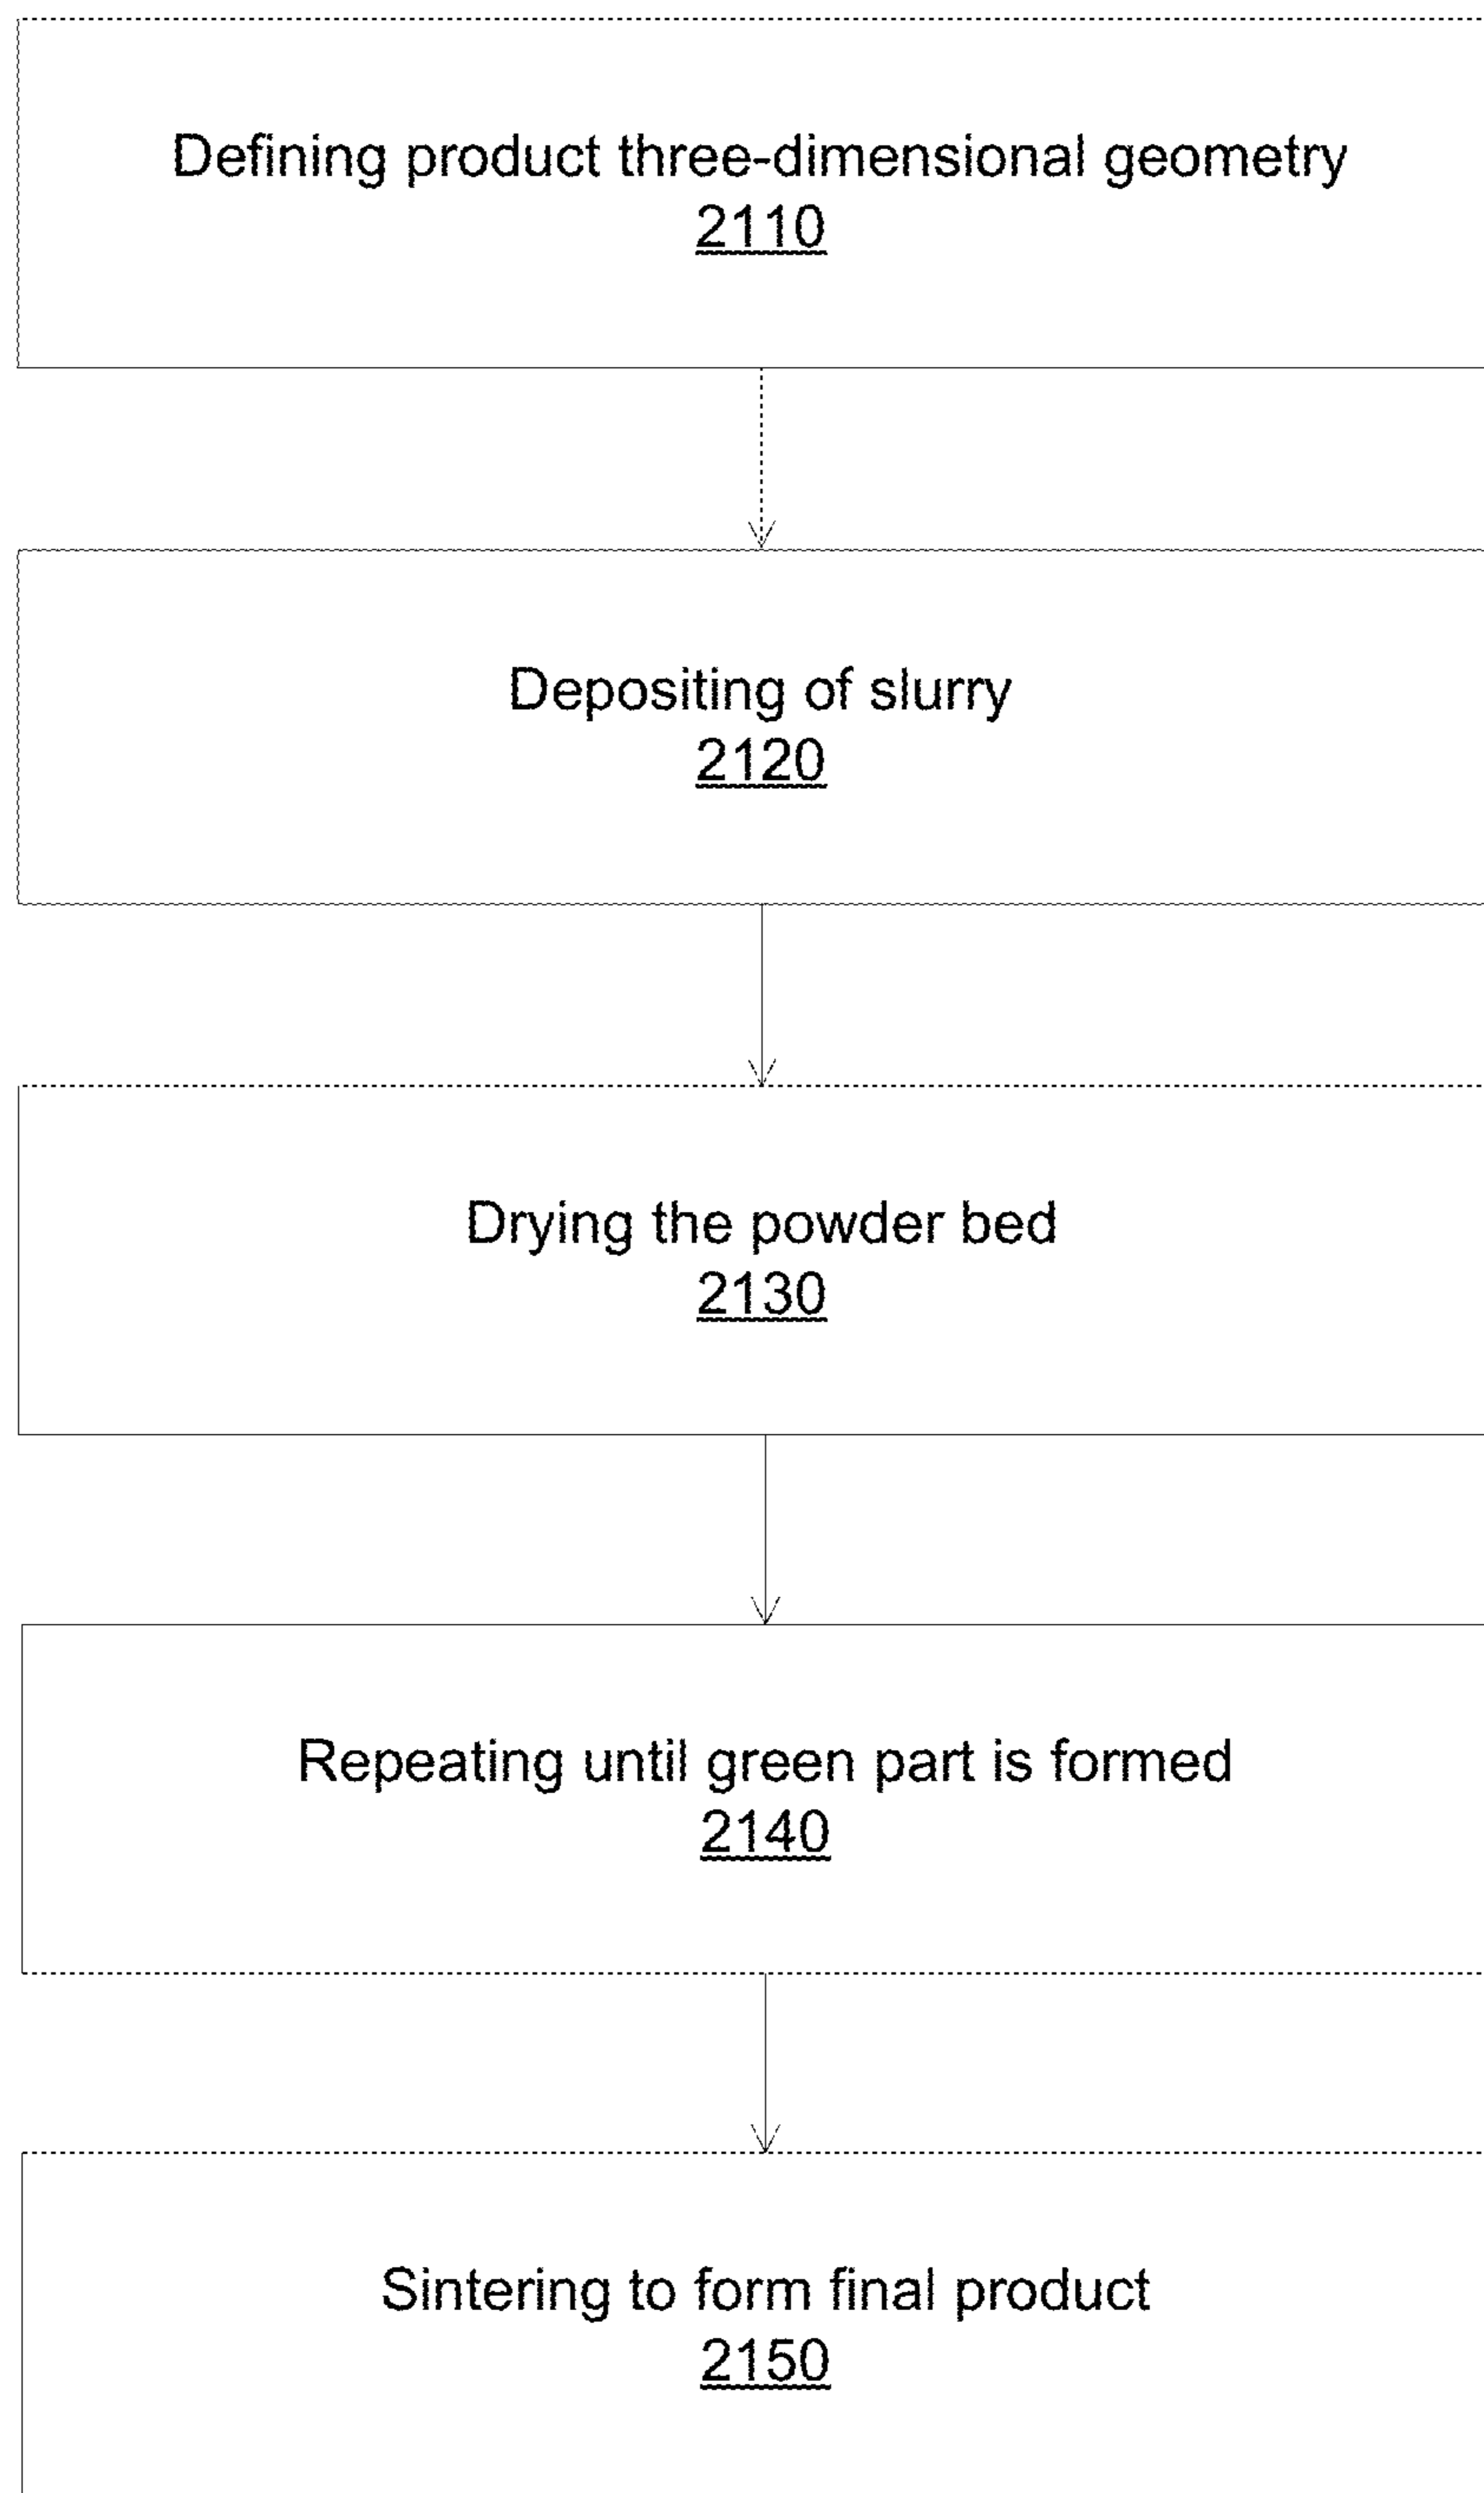 Defining product three-dimensional geometry
2110
Depositing of slurry
2120
Drying the powder bed
2130
Repeating until green part is formed
2140
Sintering to form final product
2150